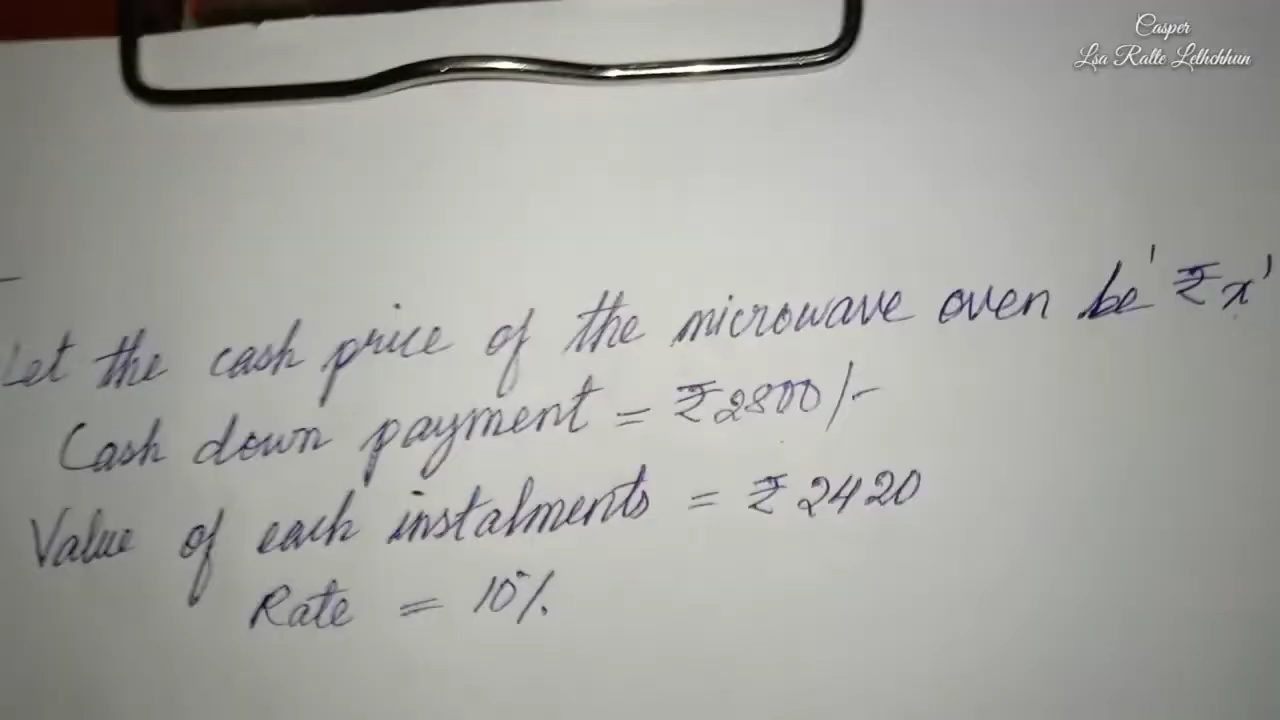 Casper
Lsa Ralte Lethchhun
Let the cash price of the microwave oven be '₹x'
Cash down payment = ₹2800/-
Value of each instalments = ₹2420
Rate = 10%